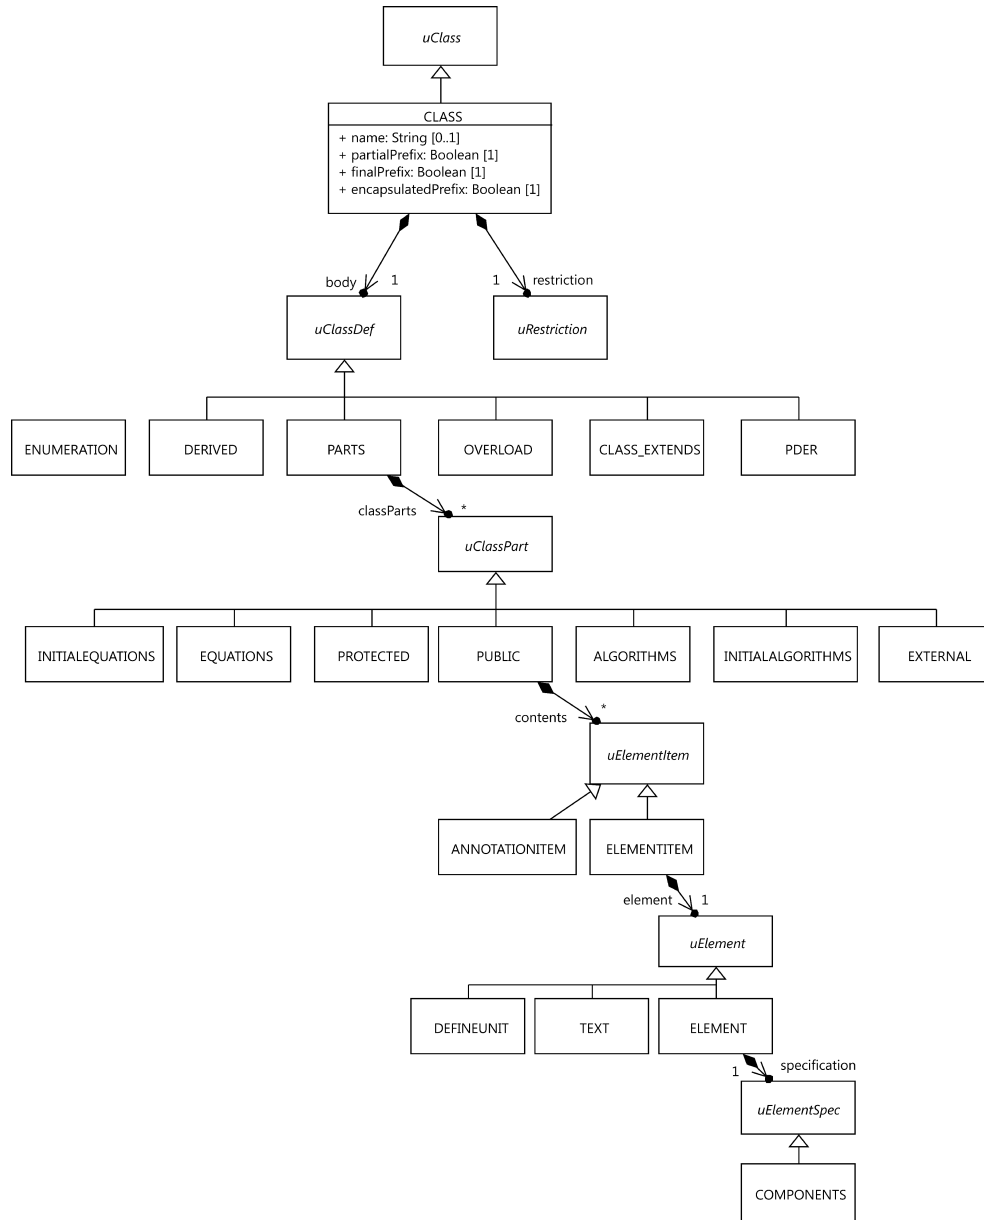 uClass
CLASS
+ name: String [0..1]
+ partialPrefix: Boolean [1]
+ finalPrefix: Boolean [1]
+ encapsulatedPrefix: Boolean [1]
body 1 1 restriction
uClassDef uRestriction
ENUMERATION DERIVED PARTS OVERLOAD CLASS_EXTENDS PDER
classParts *
uClassPart
INITIALEQUATIONS EQUATIONS PROTECTED PUBLIC ALGORITHMS INITIALALGORITHMS EXTERNAL
contents *
uElementItem
ANNOTATIONITEM ELEMENTITEM
element 1
uElement
DEFINEUNIT TEXT ELEMENT
1 specification
uElementSpec
COMPONENTS